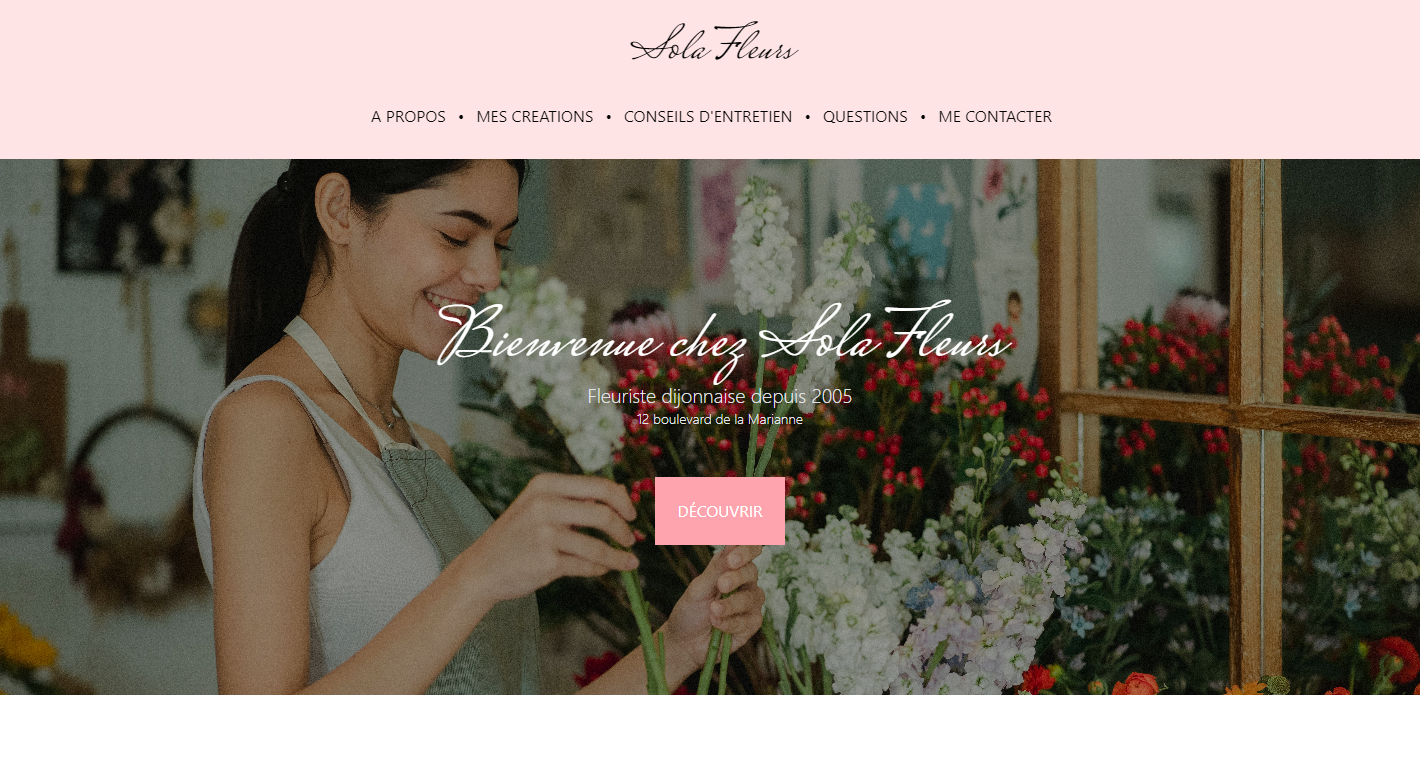 Sola Fleurs
A PROPOS • MES CREATIONS • CONSEILS D'ENTRETIEN • QUESTIONS • ME CONTACTER
Bienvenue chez Sola Fleurs
Fleuriste dijonnaise depuis 2005
12 boulevard de la Marianne
DÉCOUVRIR